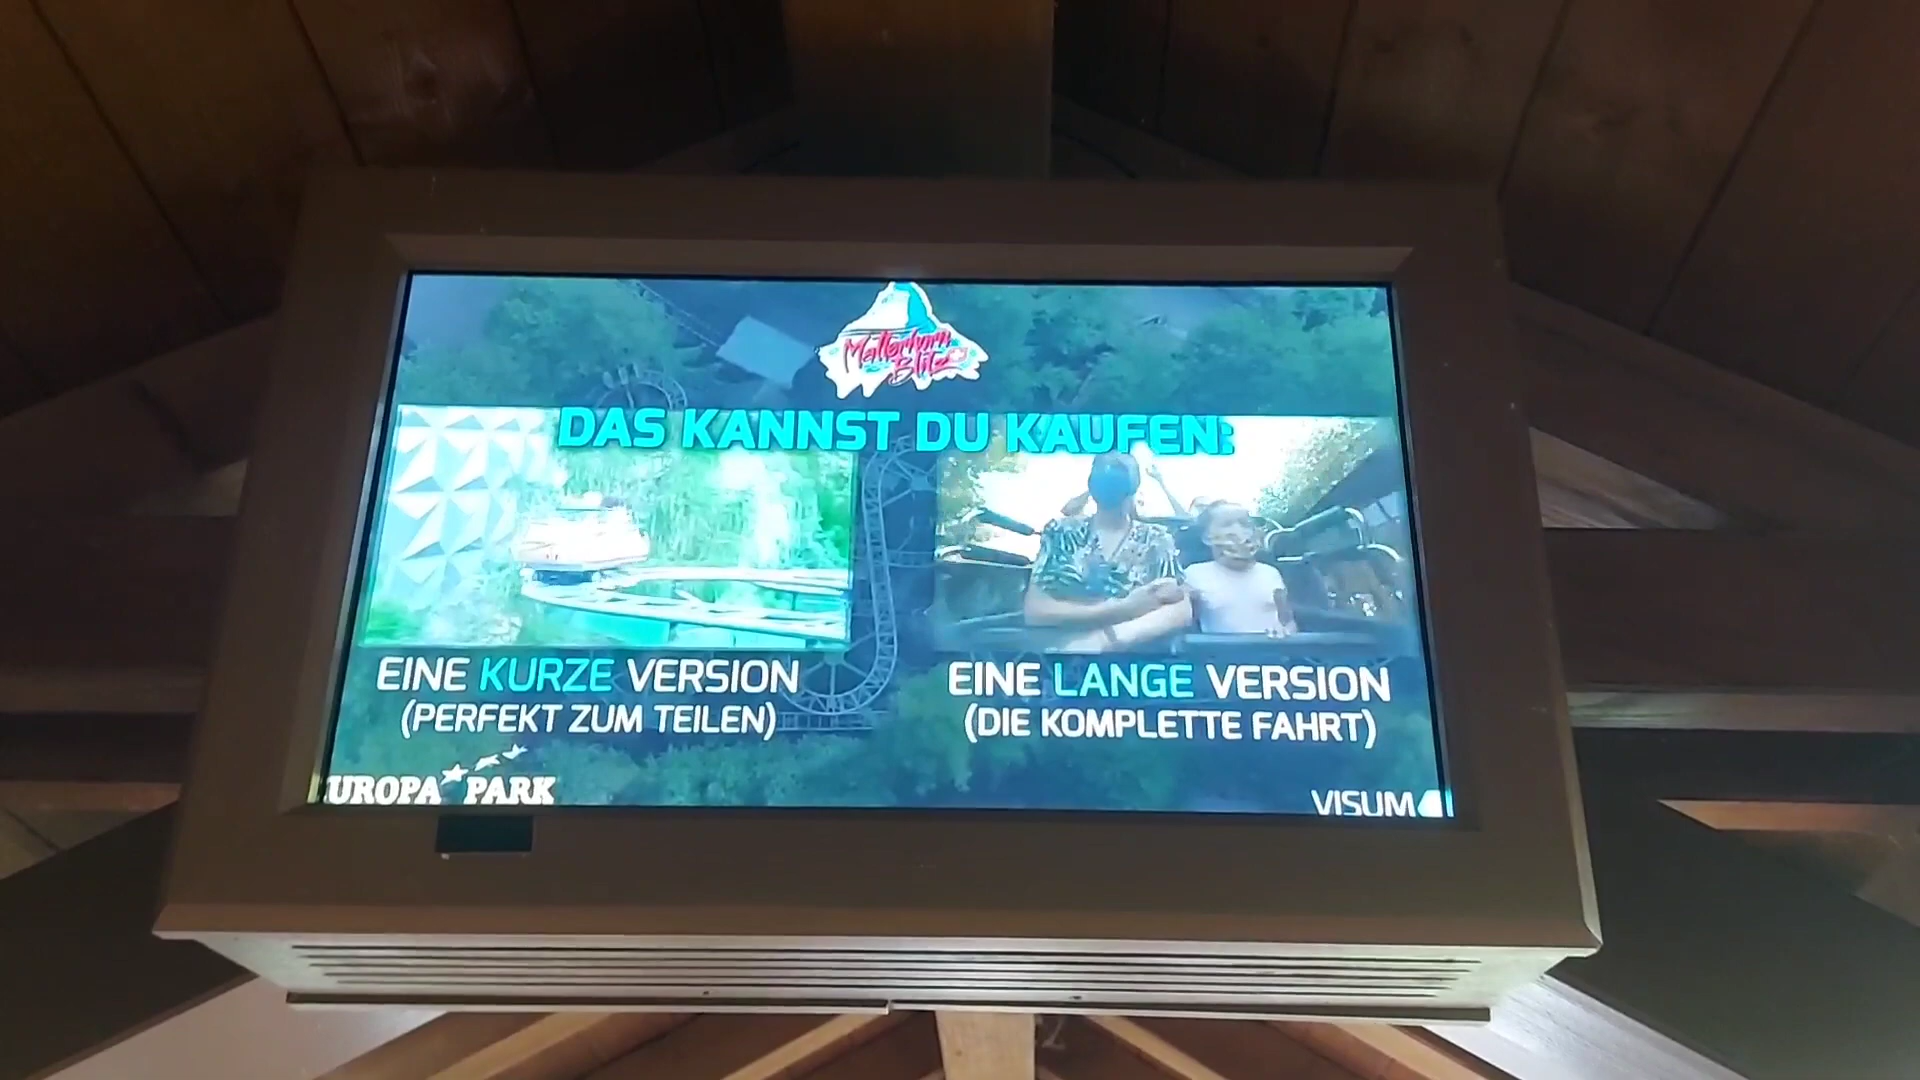 Matterhorn
Blitz
DAS KANNST DU KAUFEN:
EINE KURZE VERSION
(PERFEKT ZUM TEILEN)
EINE LANGE VERSION
(DIE KOMPLETTE FAHRT)
EUROPA PARK
VISUM